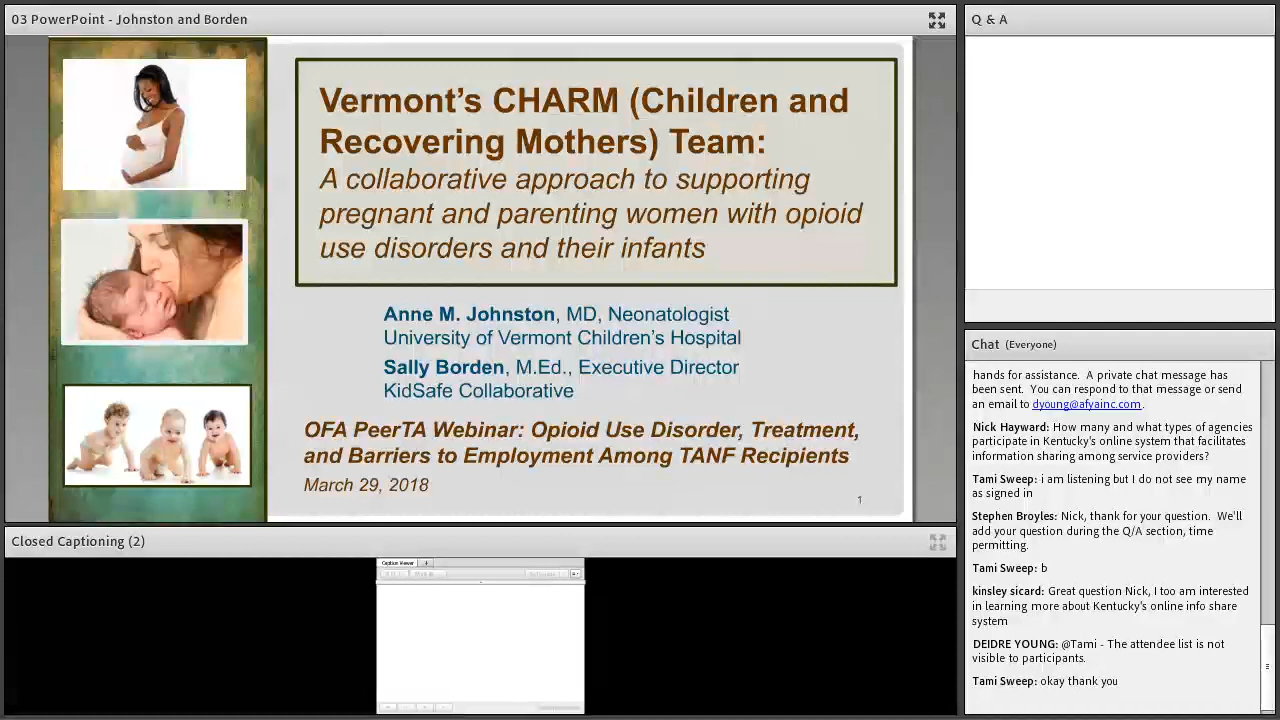 03 PowerPoint - Johnston and Borden
Vermont's CHARM (Children and
Recovering Mothers) Team:
A collaborative approach to supporting
pregnant and parenting women with opioid
use disorders and their infants
Anne M. Johnston, MD, Neonatologist
University of Vermont Children's Hospital
Sally Borden, M.Ed., Executive Director
KidSafe Collaborative
OFA PeerTA Webinar: Opioid Use Disorder, Treatment,
and Barriers to Employment Among TANF Recipients
March 29, 2018
1
Closed Captioning (2)
Caption Viewer
Q & A
Chat (Everyone)
hands for assistance. A private chat message has
been sent. You can respond to that message or send
an email to dyoung@afyainc.com.
Nick Hayward: How many and what types of agencies
participate in Kentucky's online system that facilitates
information sharing among service providers?
Tami Sweep: i am listening but I do not see my name
as signed in
Stephen Broyles: Nick, thank for your question. We'll
add your question during the Q/A section, time
permitting.
Tami Sweep: b
kinsley sicard: Great question Nick, I too am interested
in learning more about Kentucky's online info share
system
DEIDRE YOUNG: @Tami - The attendee list is not
visible to participants.
Tami Sweep: okay thank you